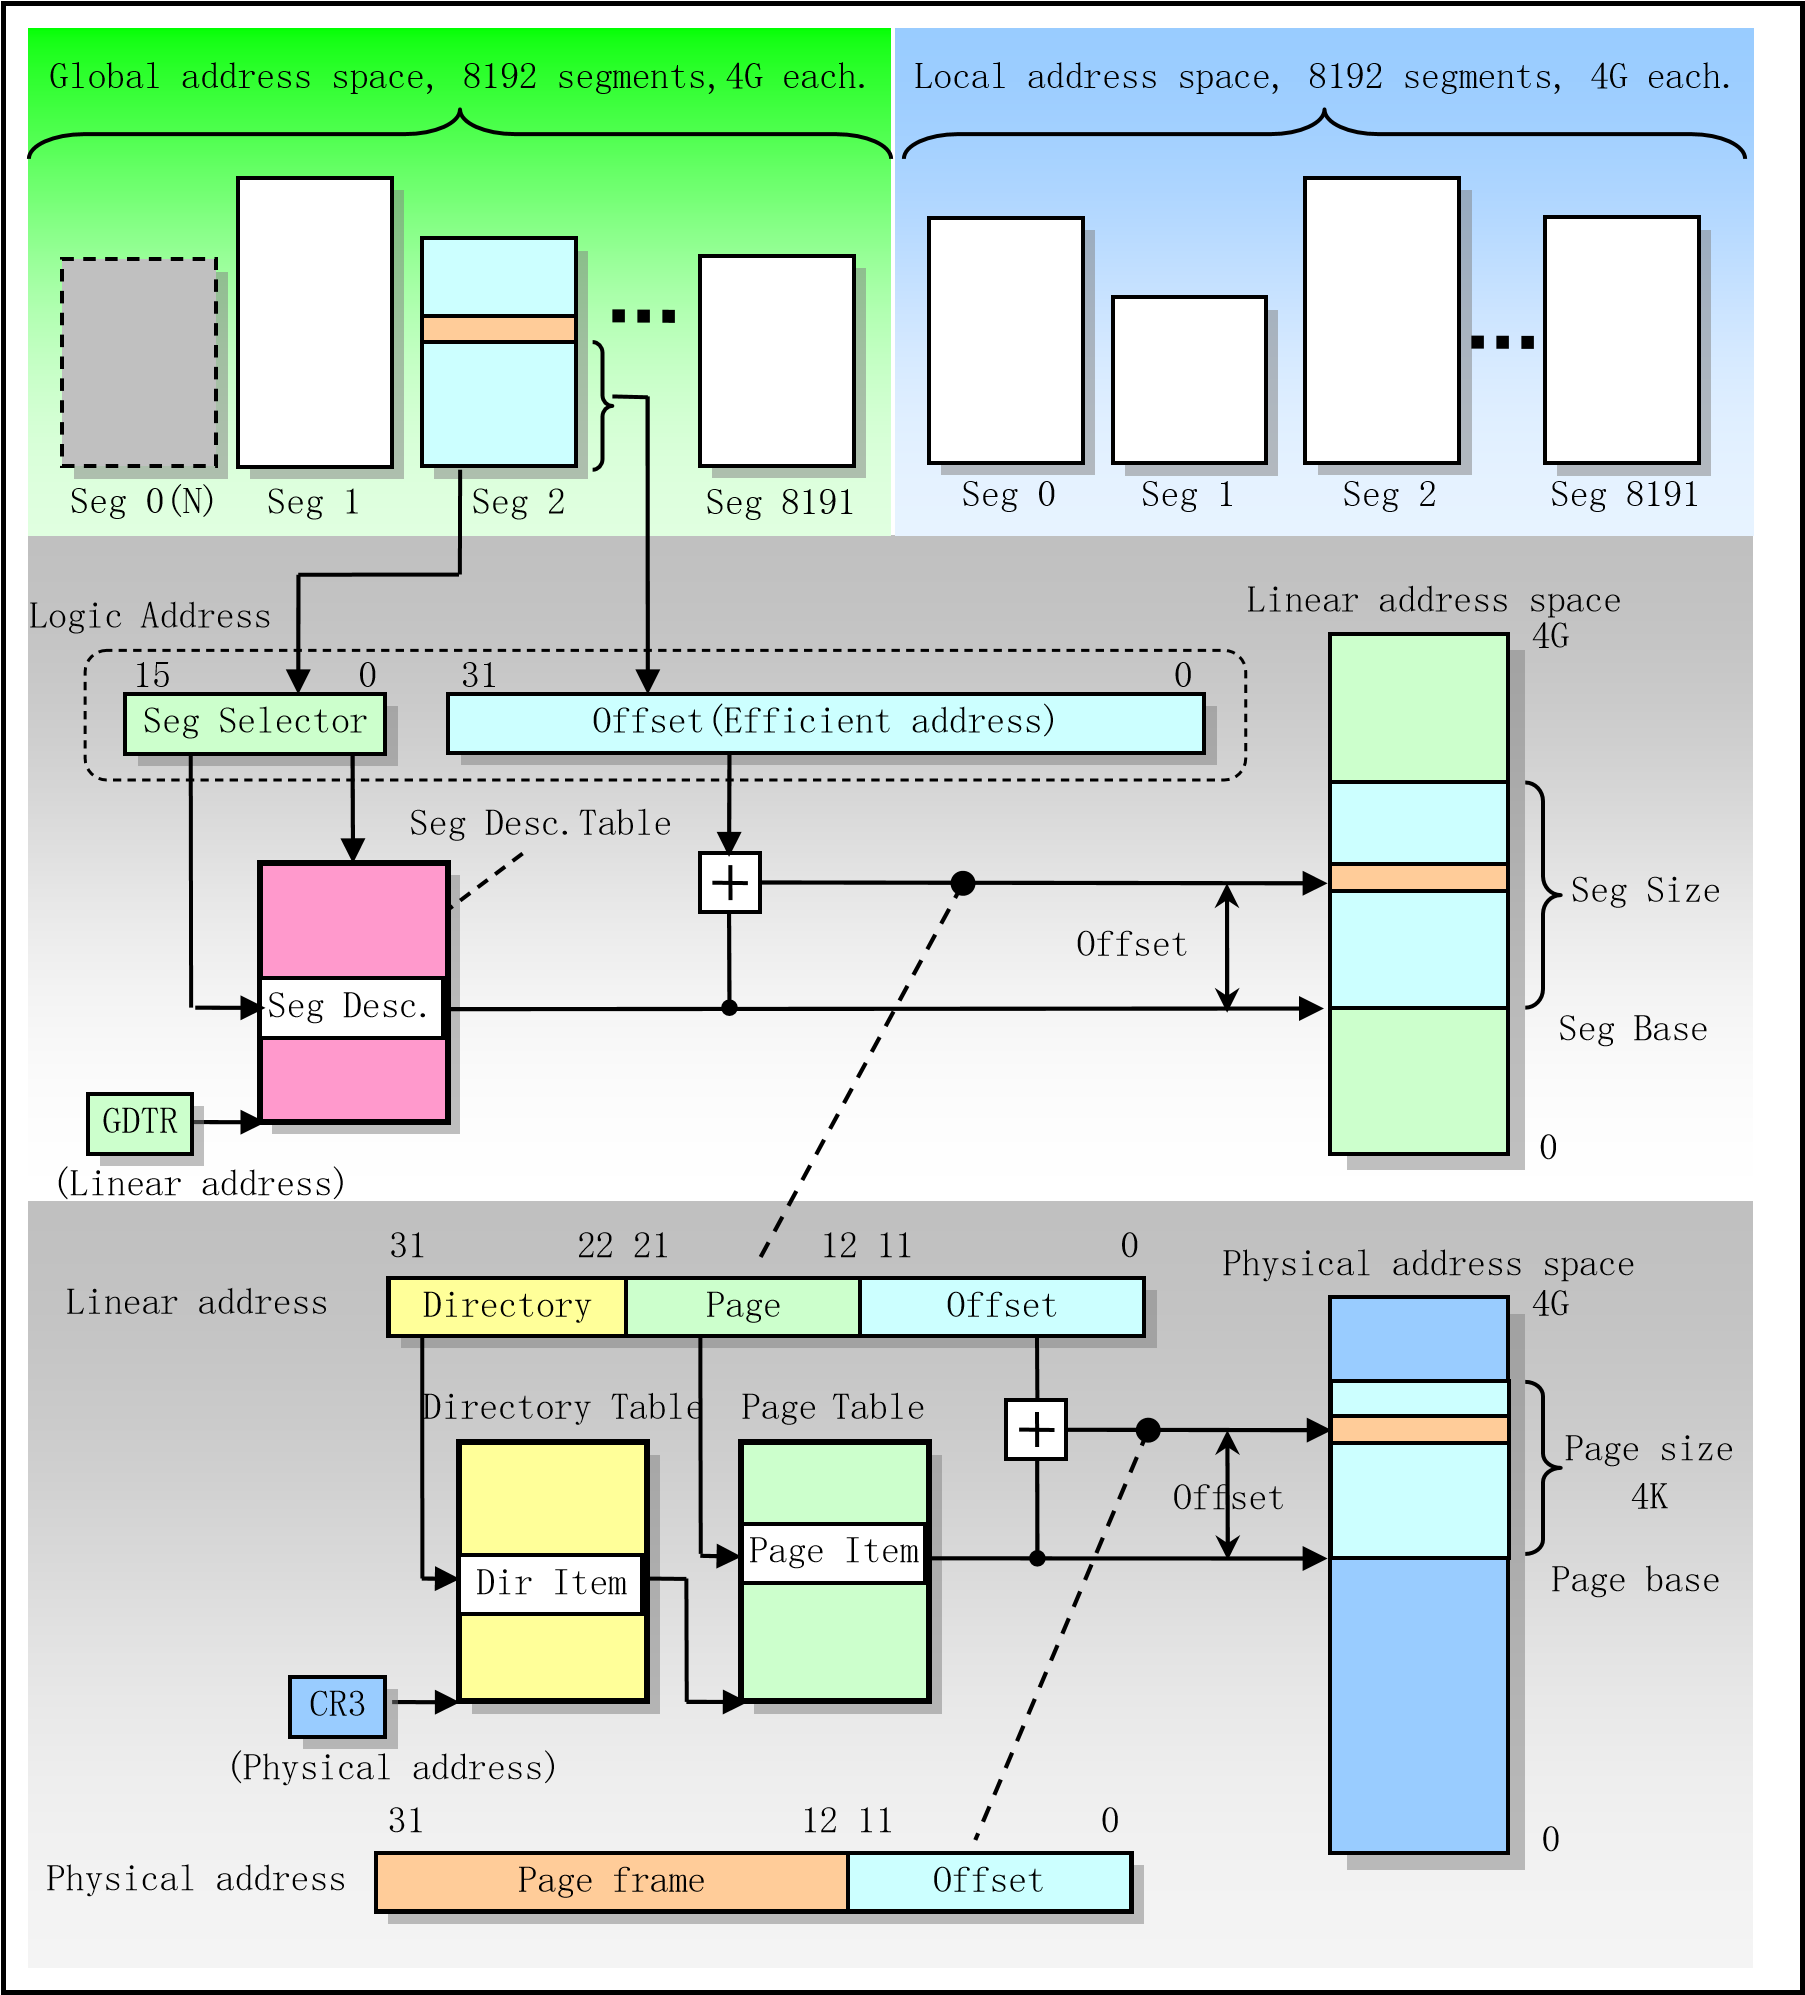 Global address space, 8192 segments, 4G each.
Local address space, 8192 segments, 4G each.
Seg 0(N)
Seg 1
Seg 2
Seg 8191
Seg 0
Seg 1
Seg 2
Seg 8191
Logic Address
Linear address space
4G
15 0
31 0
Seg Selector
Offset(Efficient address)
Seg Desc.Table
Seg Size
Offset
Seg Desc.
Seg Base
GDTR
0
(Linear address)
31 22 21 12 11 0
Physical address space
4G
Linear address
Directory
Page
Offset
Directory Table
Page Table
Page size
4K
Offset
Page Item
Dir Item
Page base
CR3
(Physical address)
31 12 11 0
0
Physical address
Page frame
Offset